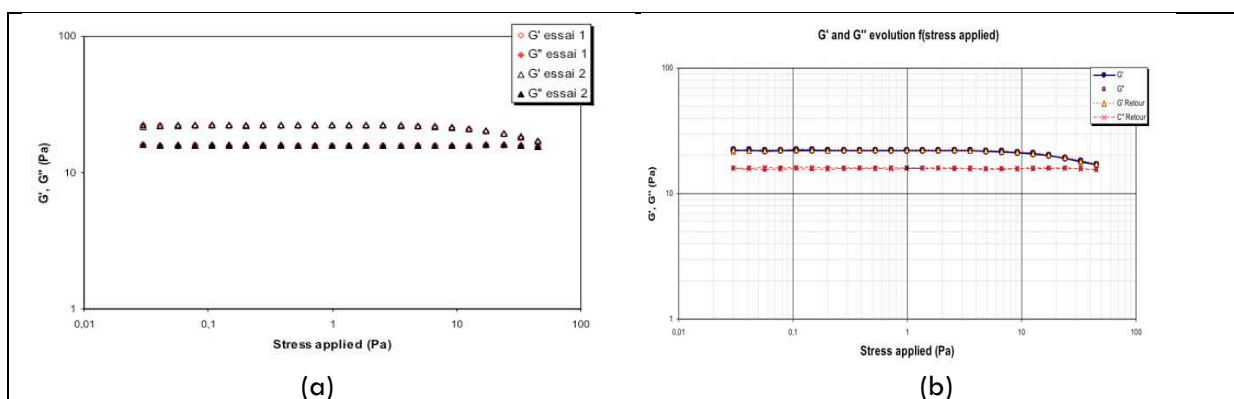 100
10
1
G', G'' (Pa)
0,01
0,1
1
10
100
Stress applied (Pa)
G' essai 1
G'' essai 1
G' essai 2
G'' essai 2
(a)
G' and G'' evolution f(stress applied)
100
10
1
G', G'' (Pa)
0,01
0,1
1
10
100
Stress applied (Pa)
G'
G''
G' Retour
G'' Retour
(b)